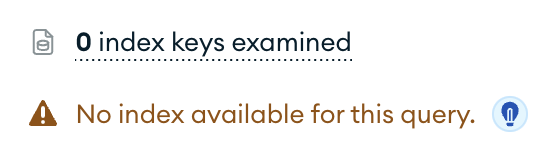 0 index keys examined
No index available for this query.